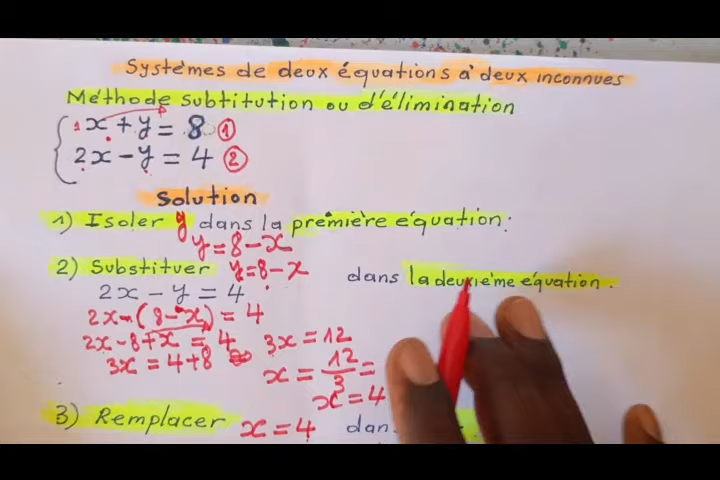 Systèmes de deux équations à deux inconnues
Méthode subtitution ou d'élimination
1x + y = 8 ①
2x - y = 4 ②
Solution
1) Isoler y dans la première équation:
y = 8 - x
2) Substituer y = 8 - x dans la deuxième équation.
2x - y = 4
2x - (8 - x) = 4
2x - 8 + x = 4
3x = 4 + 8
3x = 12
x = 12/3 =
x = 4
3) Remplacer x = 4 dan